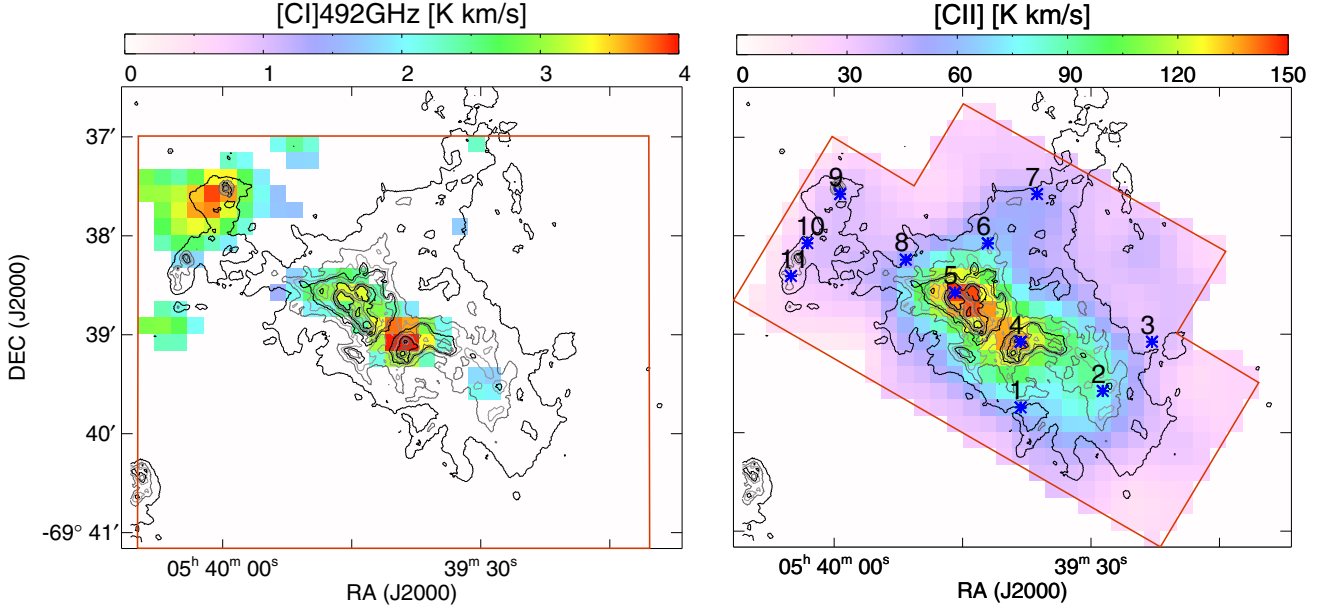 [CI]492GHz [K km/s]
0 1 2 3 4
37′
38′
39′
40′
-69° 41′
DEC (J2000)
05ʰ 40ᵐ 00ˢ 39ᵐ 30ˢ
RA (J2000)
[CII] [K km/s]
0 30 60 90 120 150
9
7
10
6
8
11
5
4
3
2
1
05ʰ 40ᵐ 00ˢ 39ᵐ 30ˢ
RA (J2000)